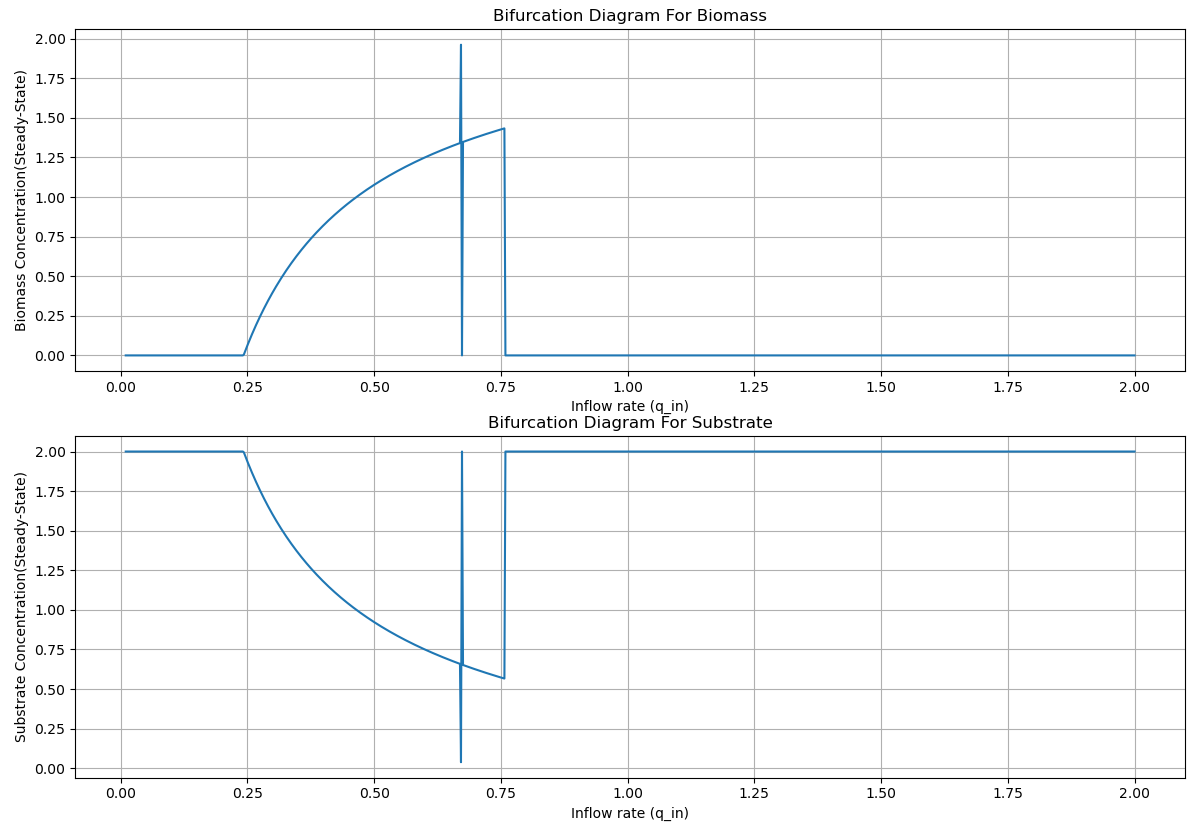 Bifurcation Diagram For Biomass
Biomass Concentration(Steady-State)
2.00
1.75
1.50
1.25
1.00
0.75
0.50
0.25
0.00
0.00 0.25 0.50 0.75 1.00 1.25 1.50 1.75 2.00
Inflow rate (q_in)
Bifurcation Diagram For Substrate
Substrate Concentration(Steady-State)
2.00
1.75
1.50
1.25
1.00
0.75
0.50
0.25
0.00
0.00 0.25 0.50 0.75 1.00 1.25 1.50 1.75 2.00
Inflow rate (q_in)